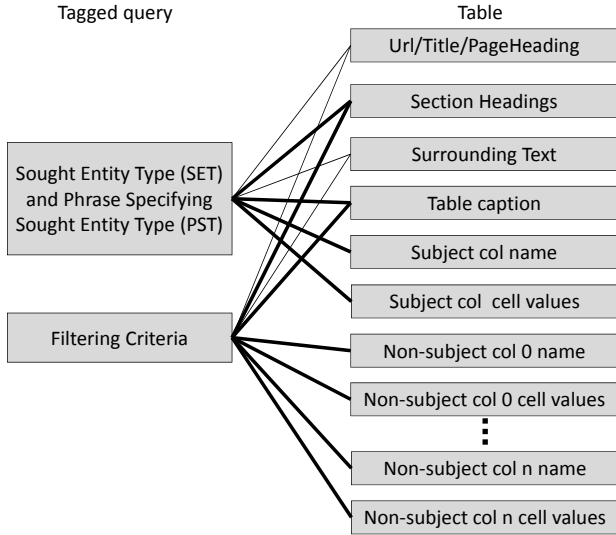 Tagged query
Table
Url/Title/PageHeading
Section Headings
Surrounding Text
Table caption
Subject col name
Subject col  cell values
Non-subject col 0 name
Non-subject col 0 cell values
Non-subject col n name
Non-subject col n cell values
Sought Entity Type (SET)
and Phrase Specifying
Sought Entity Type (PST)
Filtering Criteria